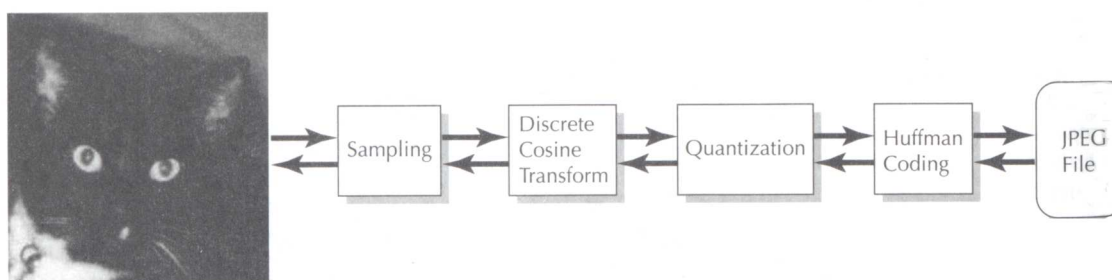 Sampling
Discrete
Cosine
Transform
Quantization
Huffman
Coding
JPEG
File